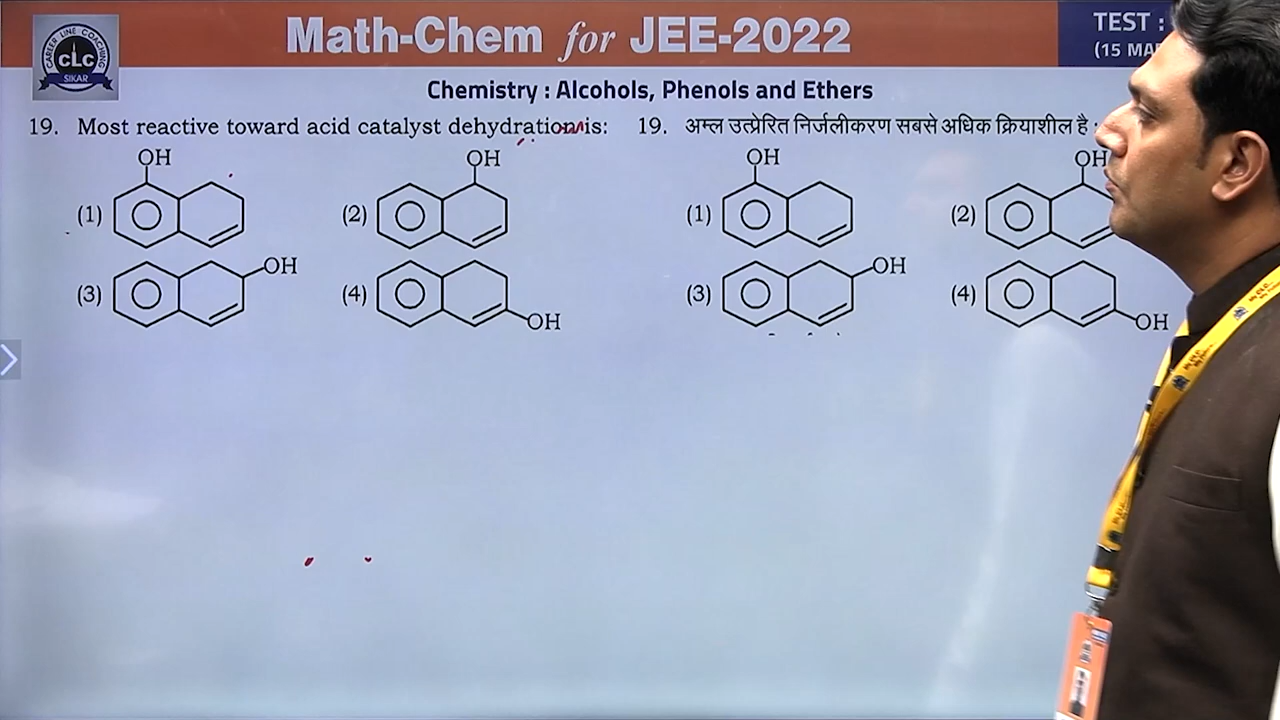 Math-Chem for JEE-2022
TEST :
CAREER LINE COACHING
CLC
SIKAR
Chemistry : Alcohols, Phenols and Ethers
19. Most reactive toward acid catalyst dehydration is:
OH
(1)
OH
(2)
OH
(3)
OH
(4)
19. अम्ल उत्प्रेरित निर्जलीकरण सबसे अधिक क्रियाशील है :
OH
(1)
OH
(2)
OH
(3)
OH
(4)